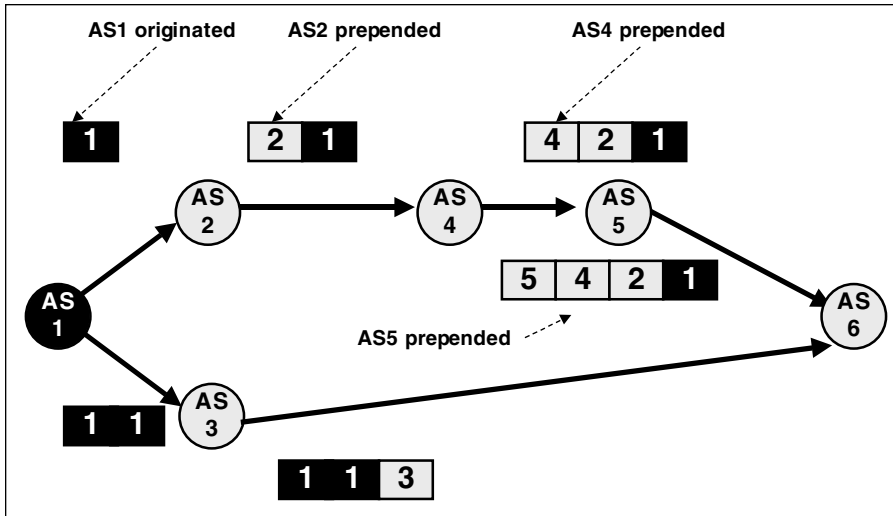 AS1 originated
AS2 prepended
AS4 prepended
1
2 1
4 2 1
AS
2
AS
4
AS
5
5 4 2 1
AS
1
AS
6
AS5 prepended
AS
3
1 1
1 1 3